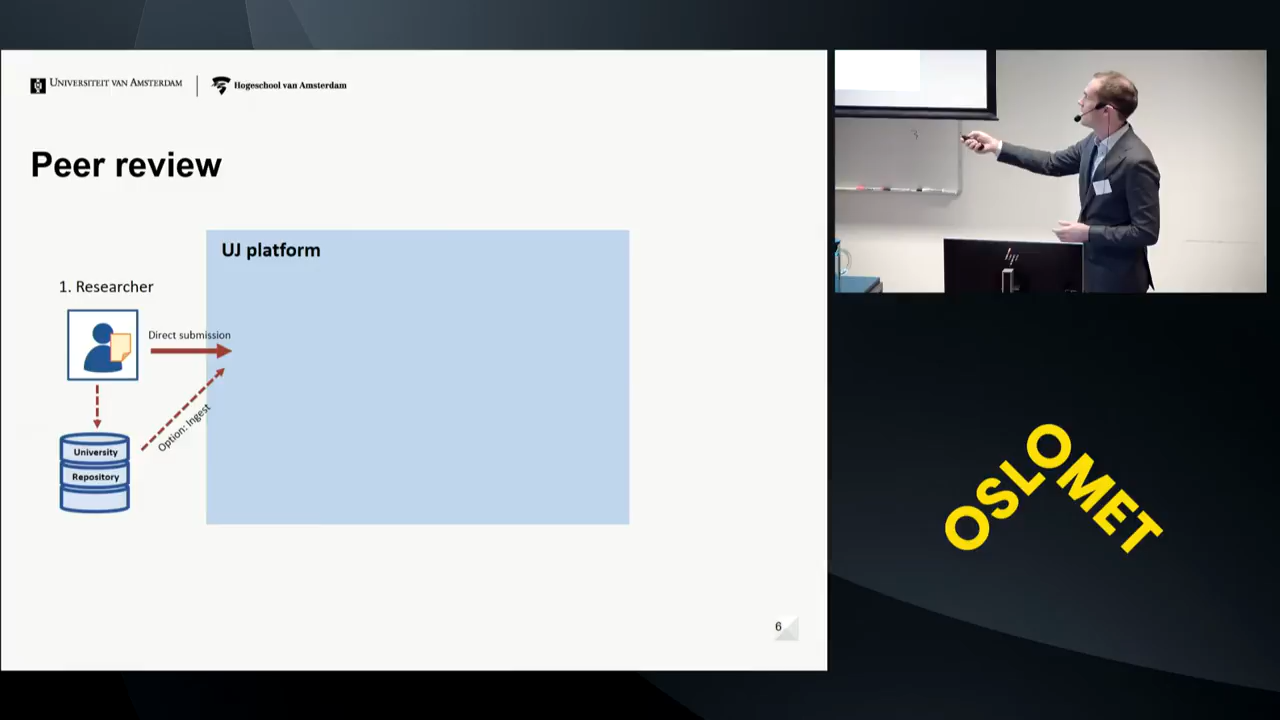 UNIVERSITEIT VAN AMSTERDAM
Hogeschool van Amsterdam
Peer review
UJ platform
1. Researcher
Direct submission
Option: Ingest
University
Repository
6
hp
OSLOMET